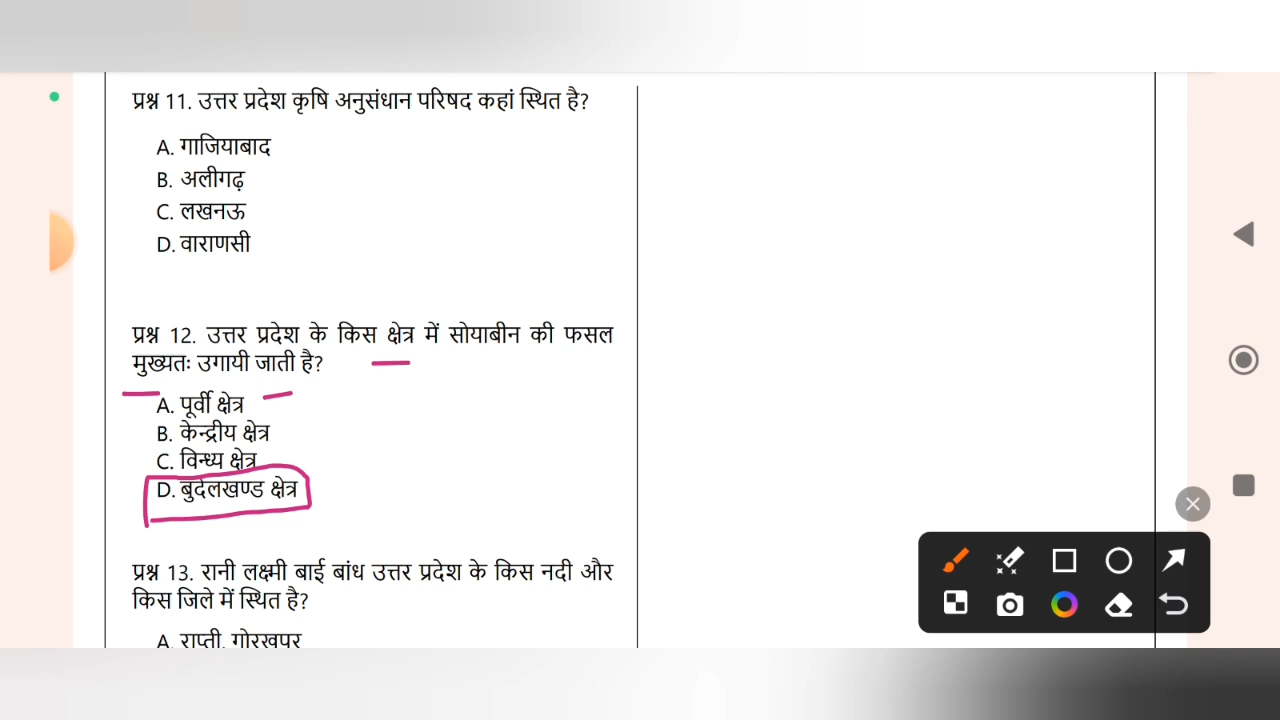 प्रश्न 11. उत्तर प्रदेश कृषि अनुसंधान परिषद कहां स्थित है?
A. गाजियाबाद
B. अलीगढ़
C. लखनऊ
D. वाराणसी
प्रश्न 12. उत्तर प्रदेश के किस क्षेत्र में सोयाबीन की फसल
मुख्यतः उगायी जाती है?
A. पूर्वी क्षेत्र
B. केन्द्रीय क्षेत्र
C. विन्ध्य क्षेत्र
D. बुंदेलखण्ड क्षेत्र
प्रश्न 13. रानी लक्ष्मी बाई बांध उत्तर प्रदेश के किस नदी और
किस जिले में स्थित है?
A. राप्ती, गोरखपुर